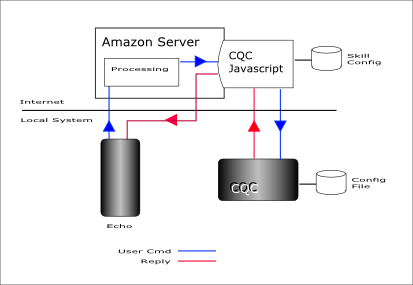 Amazon Server
CQC
Javascript
Processing
Skill
Config
Internet
Local System
CQC
Config
File
Echo
User Cmd
Reply